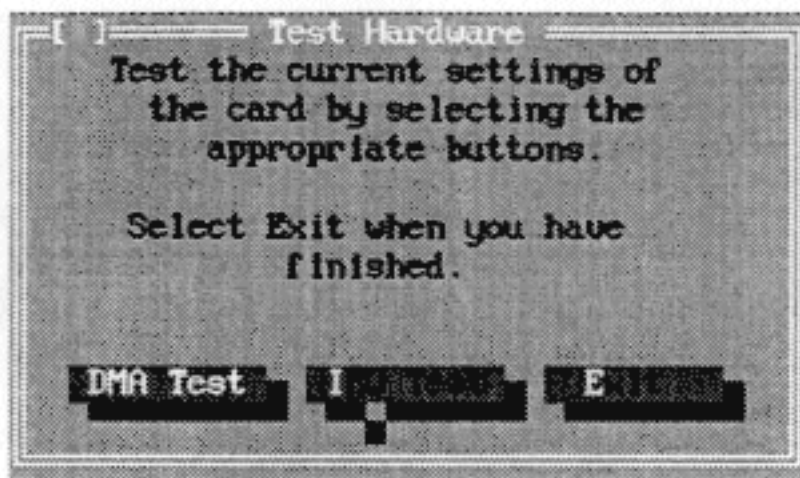 [ ] Test Hardware
Test the current settings of
the card by selecting the
appropriate buttons.
Select Exit when you have
finished.
DMA Test I E